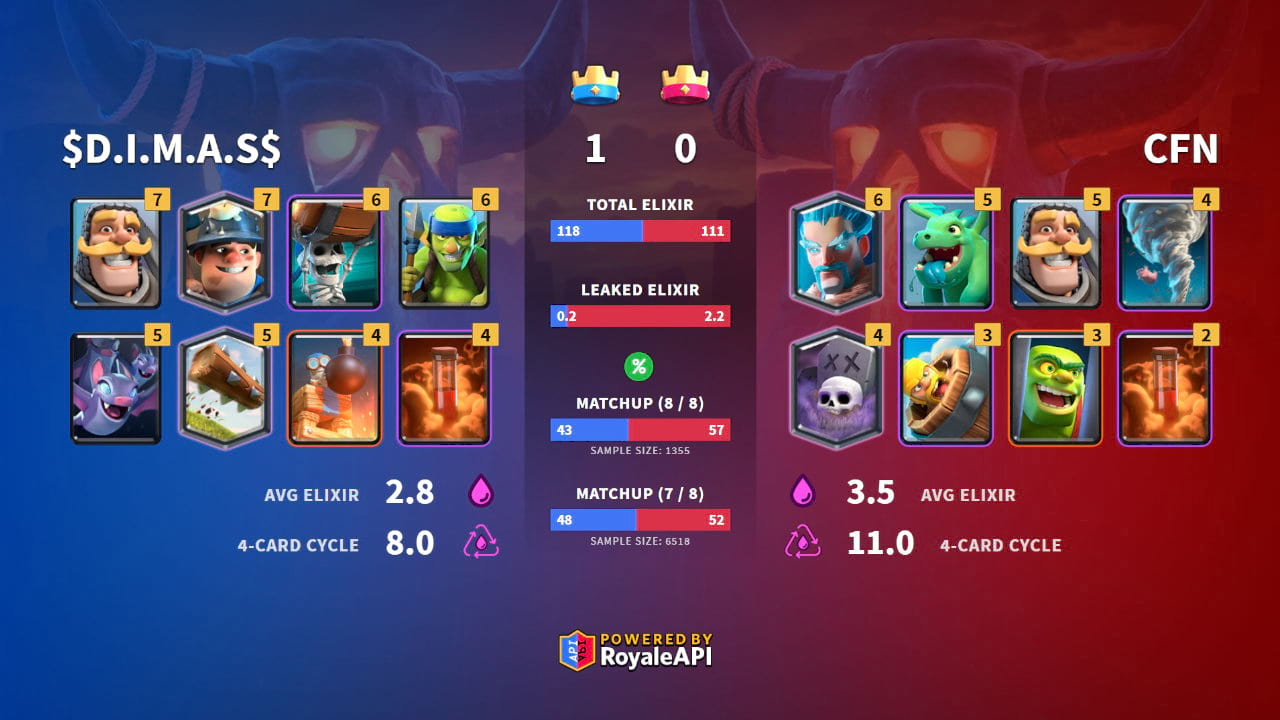 1 0
$D.I.M.A.S$
CFN
7 7 6 6
5 5 4 4
TOTAL ELIXIR
118 111
LEAKED ELIXIR
0.2 2.2
%
MATCHUP (8 / 8)
43 57
SAMPLE SIZE: 1355
MATCHUP (7 / 8)
48 52
SAMPLE SIZE: 6518
6 5 5 4
4 3 3 2
AVG ELIXIR 2.8
4-CARD CYCLE 8.0
3.5 AVG ELIXIR
11.0 4-CARD CYCLE
API
API
POWERED BY
RoyaleAPI